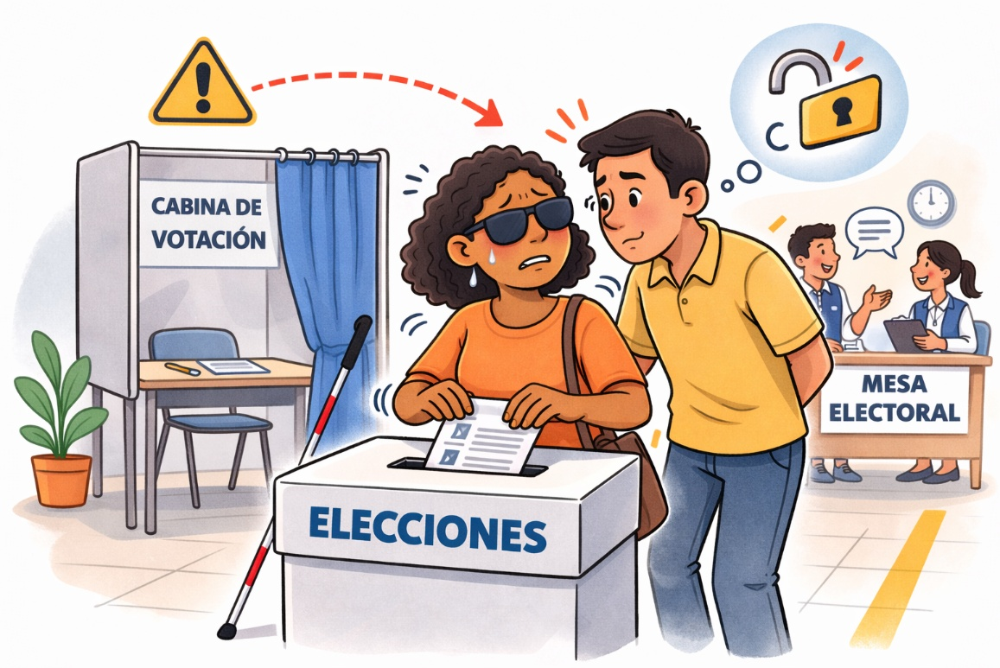 CABINA DE
VOTACIÓN
MESA
ELECTORAL
ELECCIONES